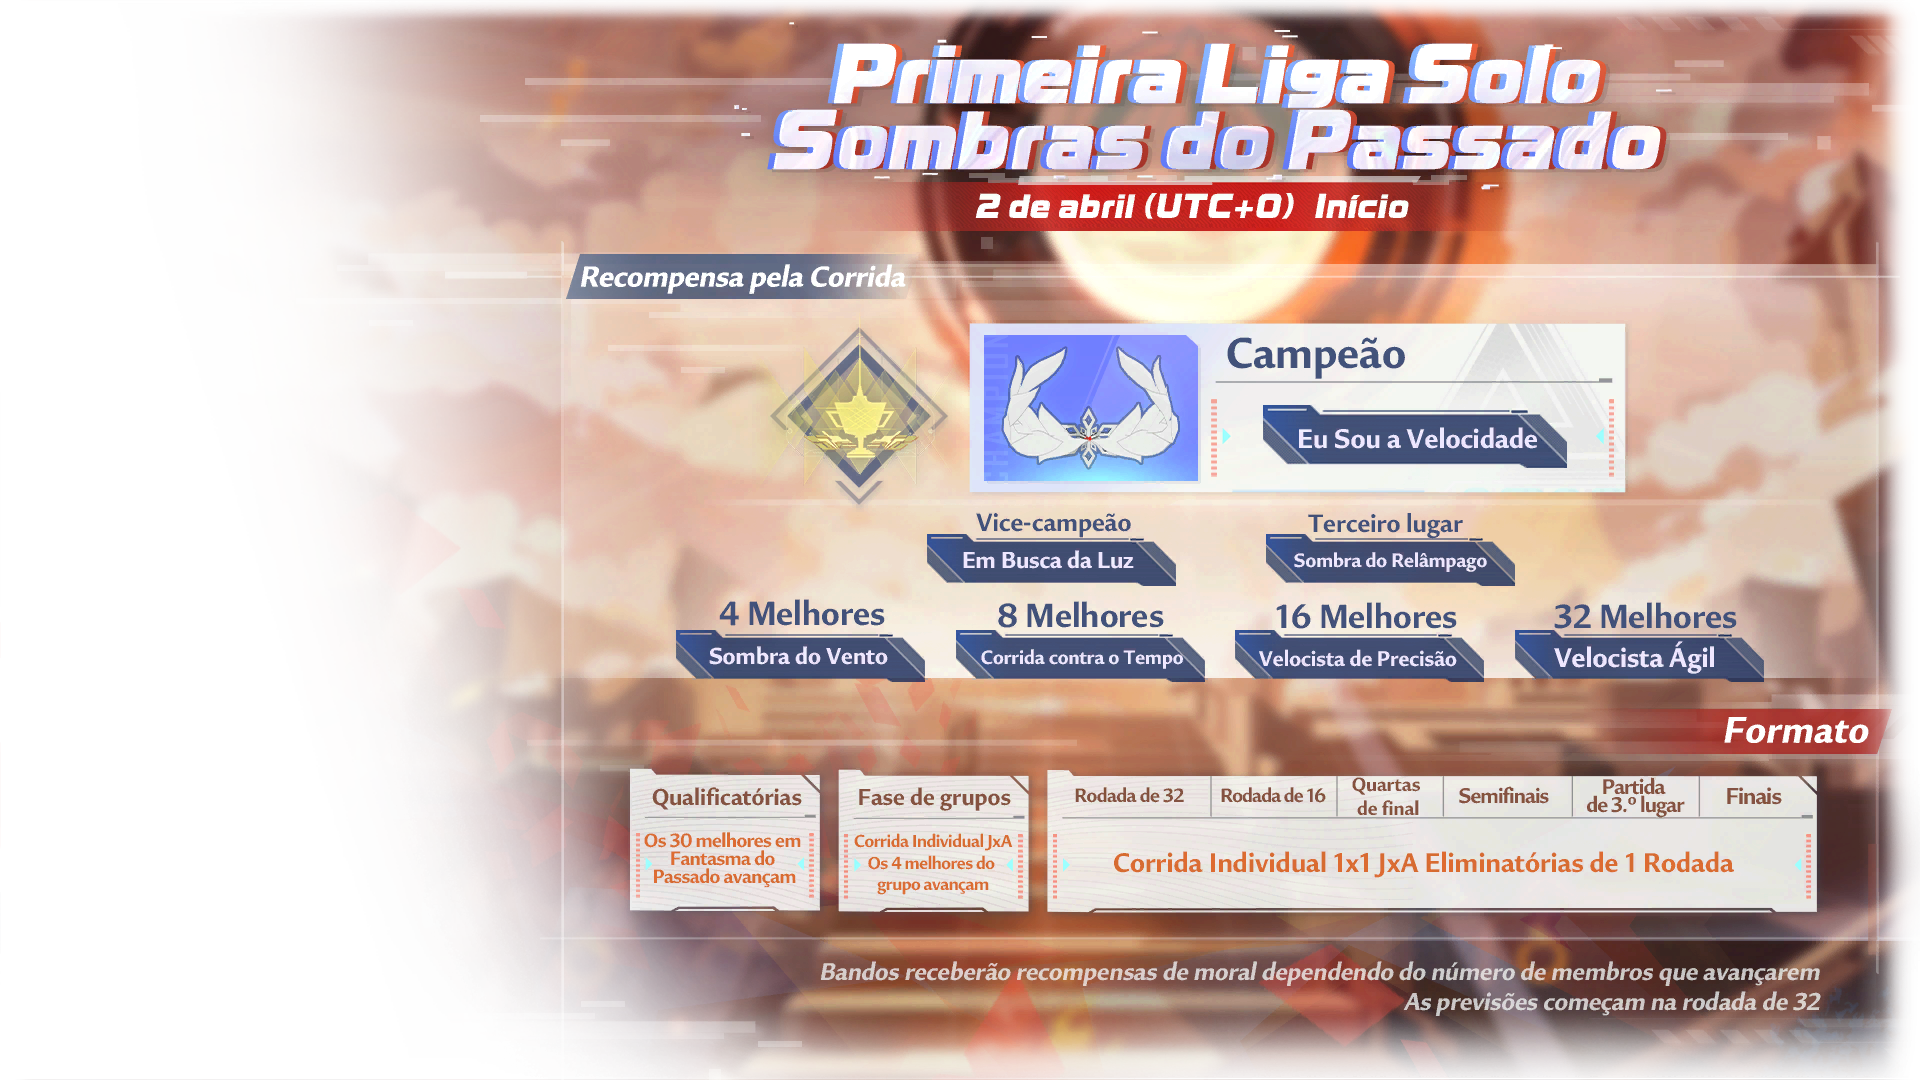 Primeira Liga Solo
Sombras do Passado
2 de abril (UTC+0) Início
Recompensa pela Corrida
CHAMPION
Campeão
Eu Sou a Velocidade
Vice-campeão
Em Busca da Luz
Terceiro lugar
Sombra do Relâmpago
4 Melhores
Sombra do Vento
8 Melhores
Corrida contra o Tempo
16 Melhores
Velocista de Precisão
32 Melhores
Velocista Ágil
Formato
Qualificatórias
Os 30 melhores em
Fantasma do
Passado avançam
Fase de grupos
Corrida Individual JxA
Os 4 melhores do
grupo avançam
Rodada de 32
Rodada de 16
Quartas
de final
Semifinais
Partida
de 3.º lugar
Finais
Corrida Individual 1x1 JxA Eliminatórias de 1 Rodada
Bandos receberão recompensas de moral dependendo do número de membros que avançarem
As previsões começam na rodada de 32